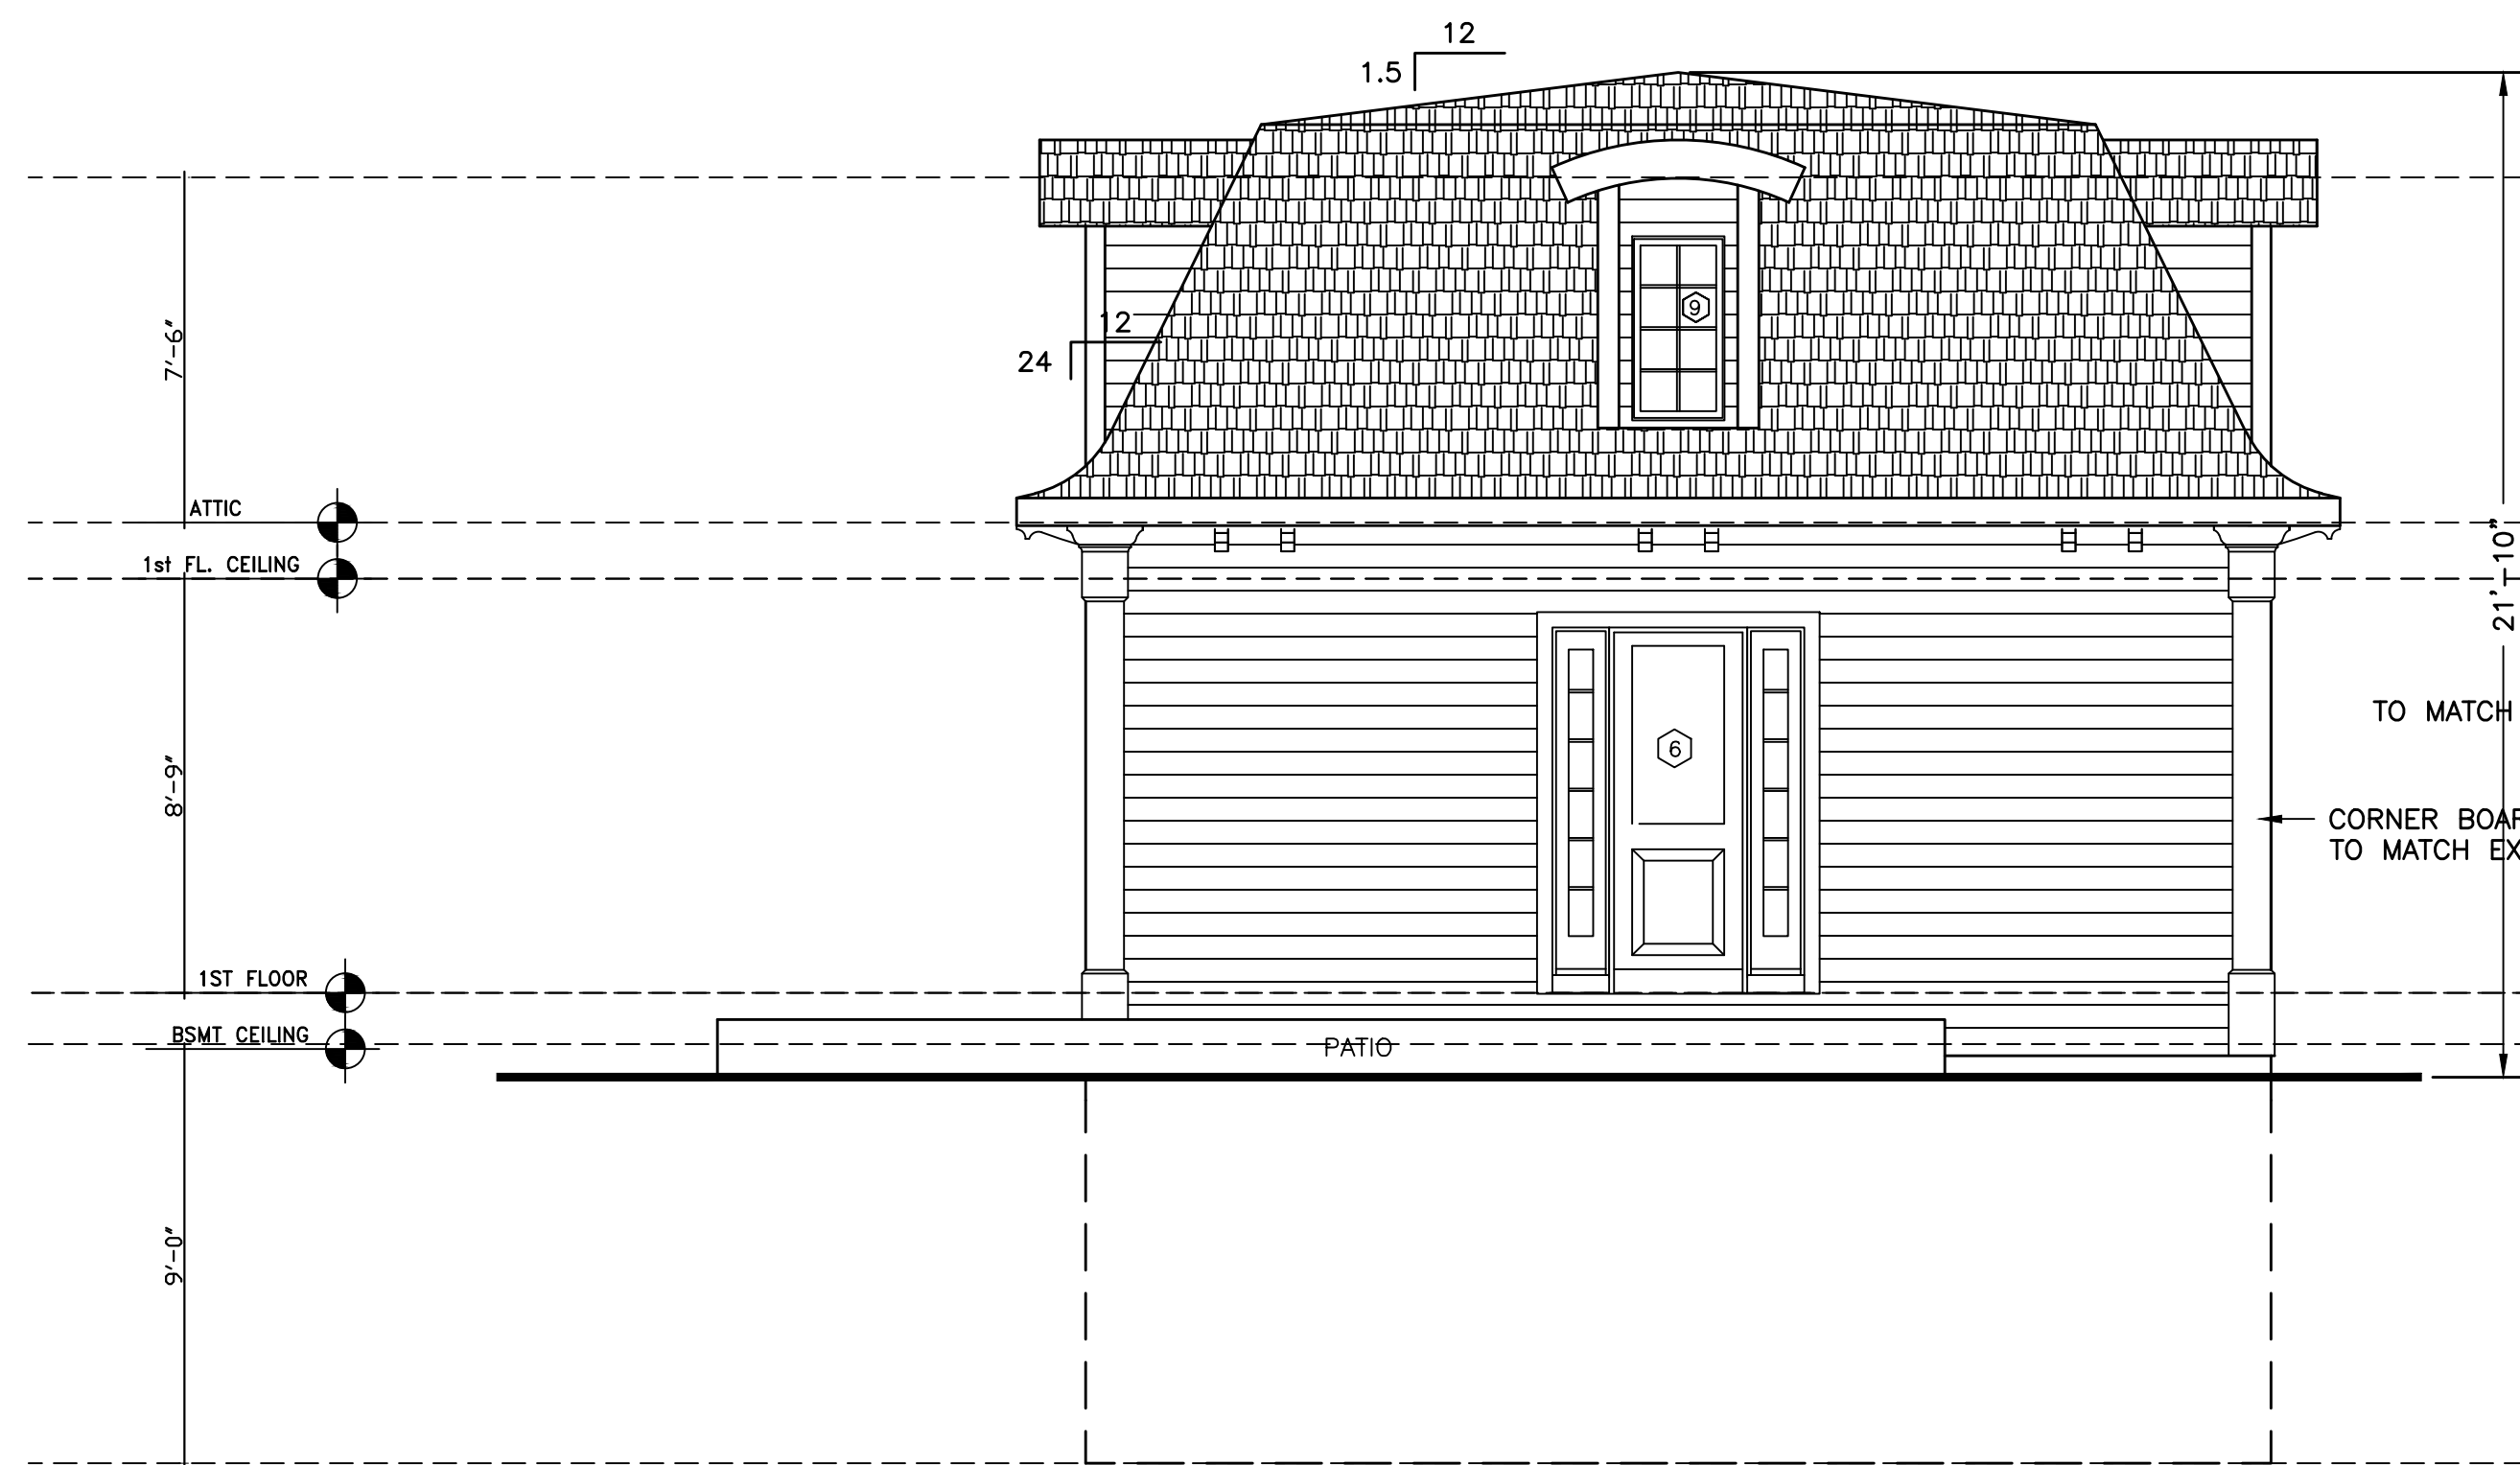 12
1.5
9
12
24
7'-6"
ATTIC
1st FL. CEILING
21'-10"
TO MATCH
6
8'-9"
CORNER BOAR
TO MATCH EX
1ST FLOOR
BSMT CEILING
PATIO
9'-0"